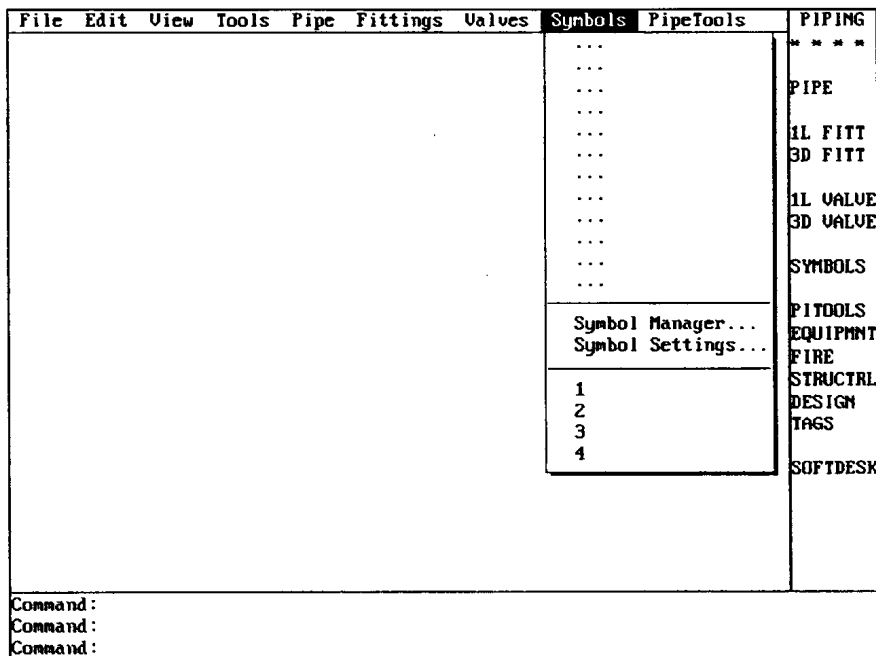 File Edit View Tools Pipe Fittings Valves Symbols PipeTools
...
...
...
...
...
...
...
...
...
...
...
...
Symbol Manager...
Symbol Settings...
1
2
3
4
PIPING
* * * *
PIPE
1L FITT
3D FITT
1L VALVE
3D VALVE
SYMBOLS
PITOOLS
EQUIPMNT
FIRE
STRUCTRL
DESIGN
TAGS
SOFTDESK
Command:
Command:
Command: